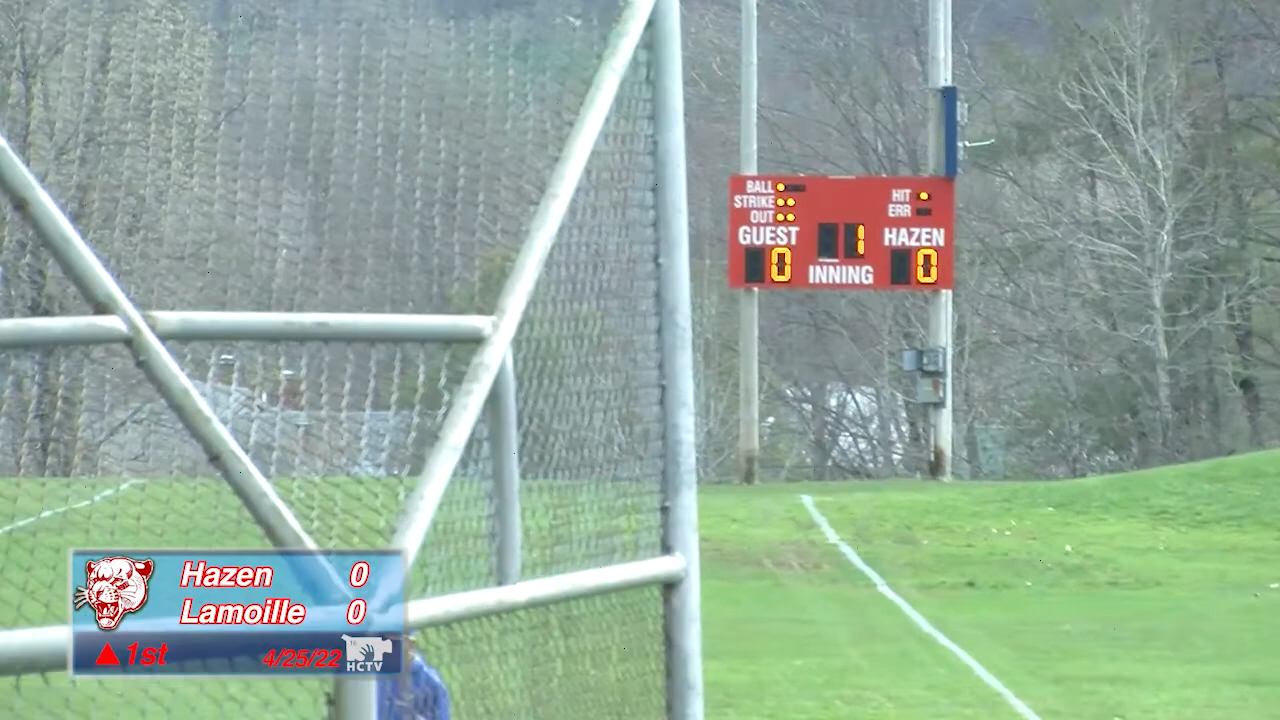 BALL
STRIKE
OUT
HIT
ERR
GUEST 1 HAZEN
0 INNING 0
Hazen 0
Lamoille 0
1st 4/25/22
16
HCTV